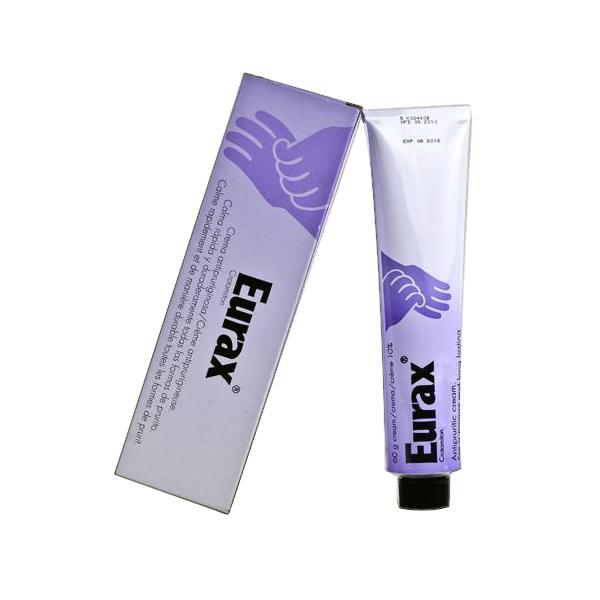 Eurax®
Crotamiton
Crema antipruriginosa/Crème antiprurigineuse
Calma rápida y duraderamente todas las formas de prurito.
Calme rapidement et de manière durable toutes les formes de prurit.
EXP 08 2015
60 g cream/crema/crème 10%
Eurax®
Crotamiton
Antipruritic cream.